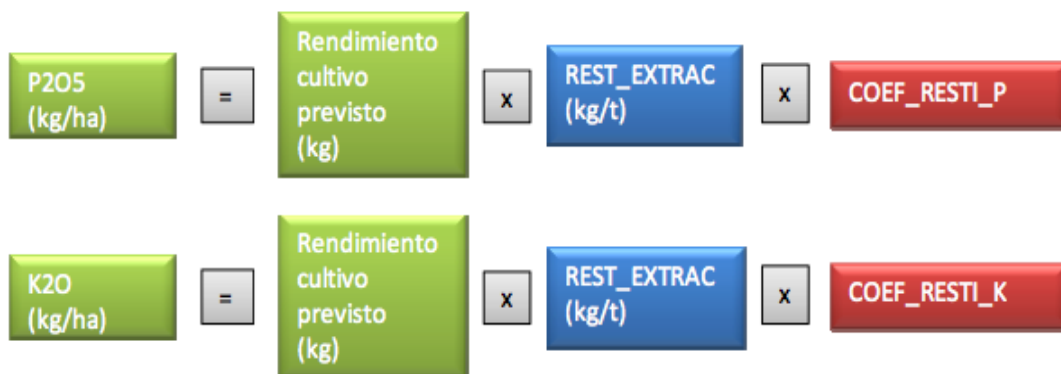 P2O5
(kg/ha)
=
Rendimiento
cultivo
previsto
(kg)
x
REST_EXTRAC
(kg/t)
x
COEF_RESTI_P
K2O
(kg/ha)
=
Rendimiento
cultivo
previsto
(kg)
x
REST_EXTRAC
(kg/t)
x
COEF_RESTI_K